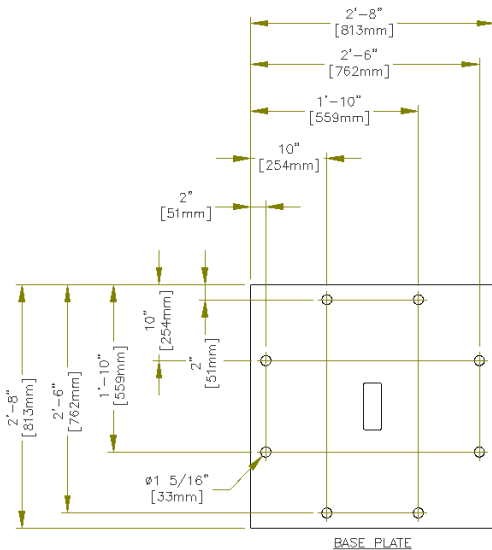 2'-8"
[813mm]
2'-6"
[762mm]
1'-10"
[559mm]
10"
[254mm]
2"
[51mm]
10"
[254mm]
2"
[51mm]
1'-10"
[559mm]
2'-6"
[762mm]
2'-8"
[813mm]
ø1 5/16"
[33mm]
BASE PLATE